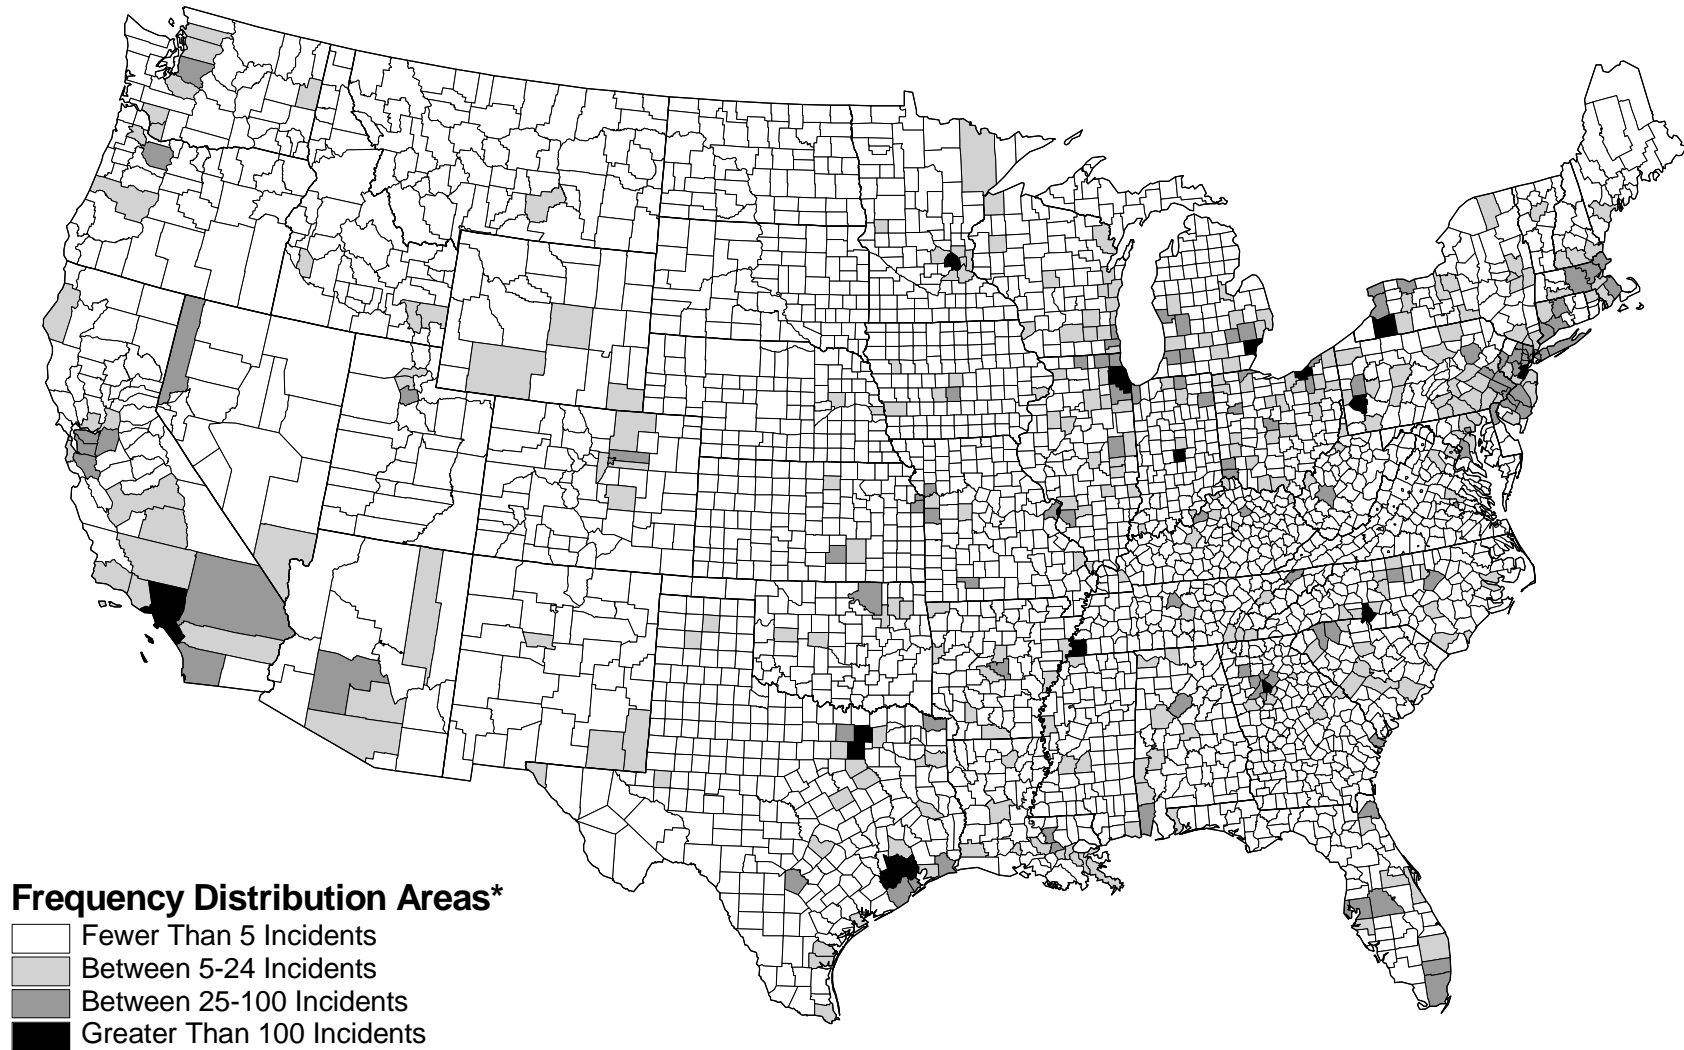 Frequency Distribution Areas*
Fewer Than 5 Incidents
Between 5-24 Incidents
Between 25-100 Incidents
Greater Than 100 Incidents